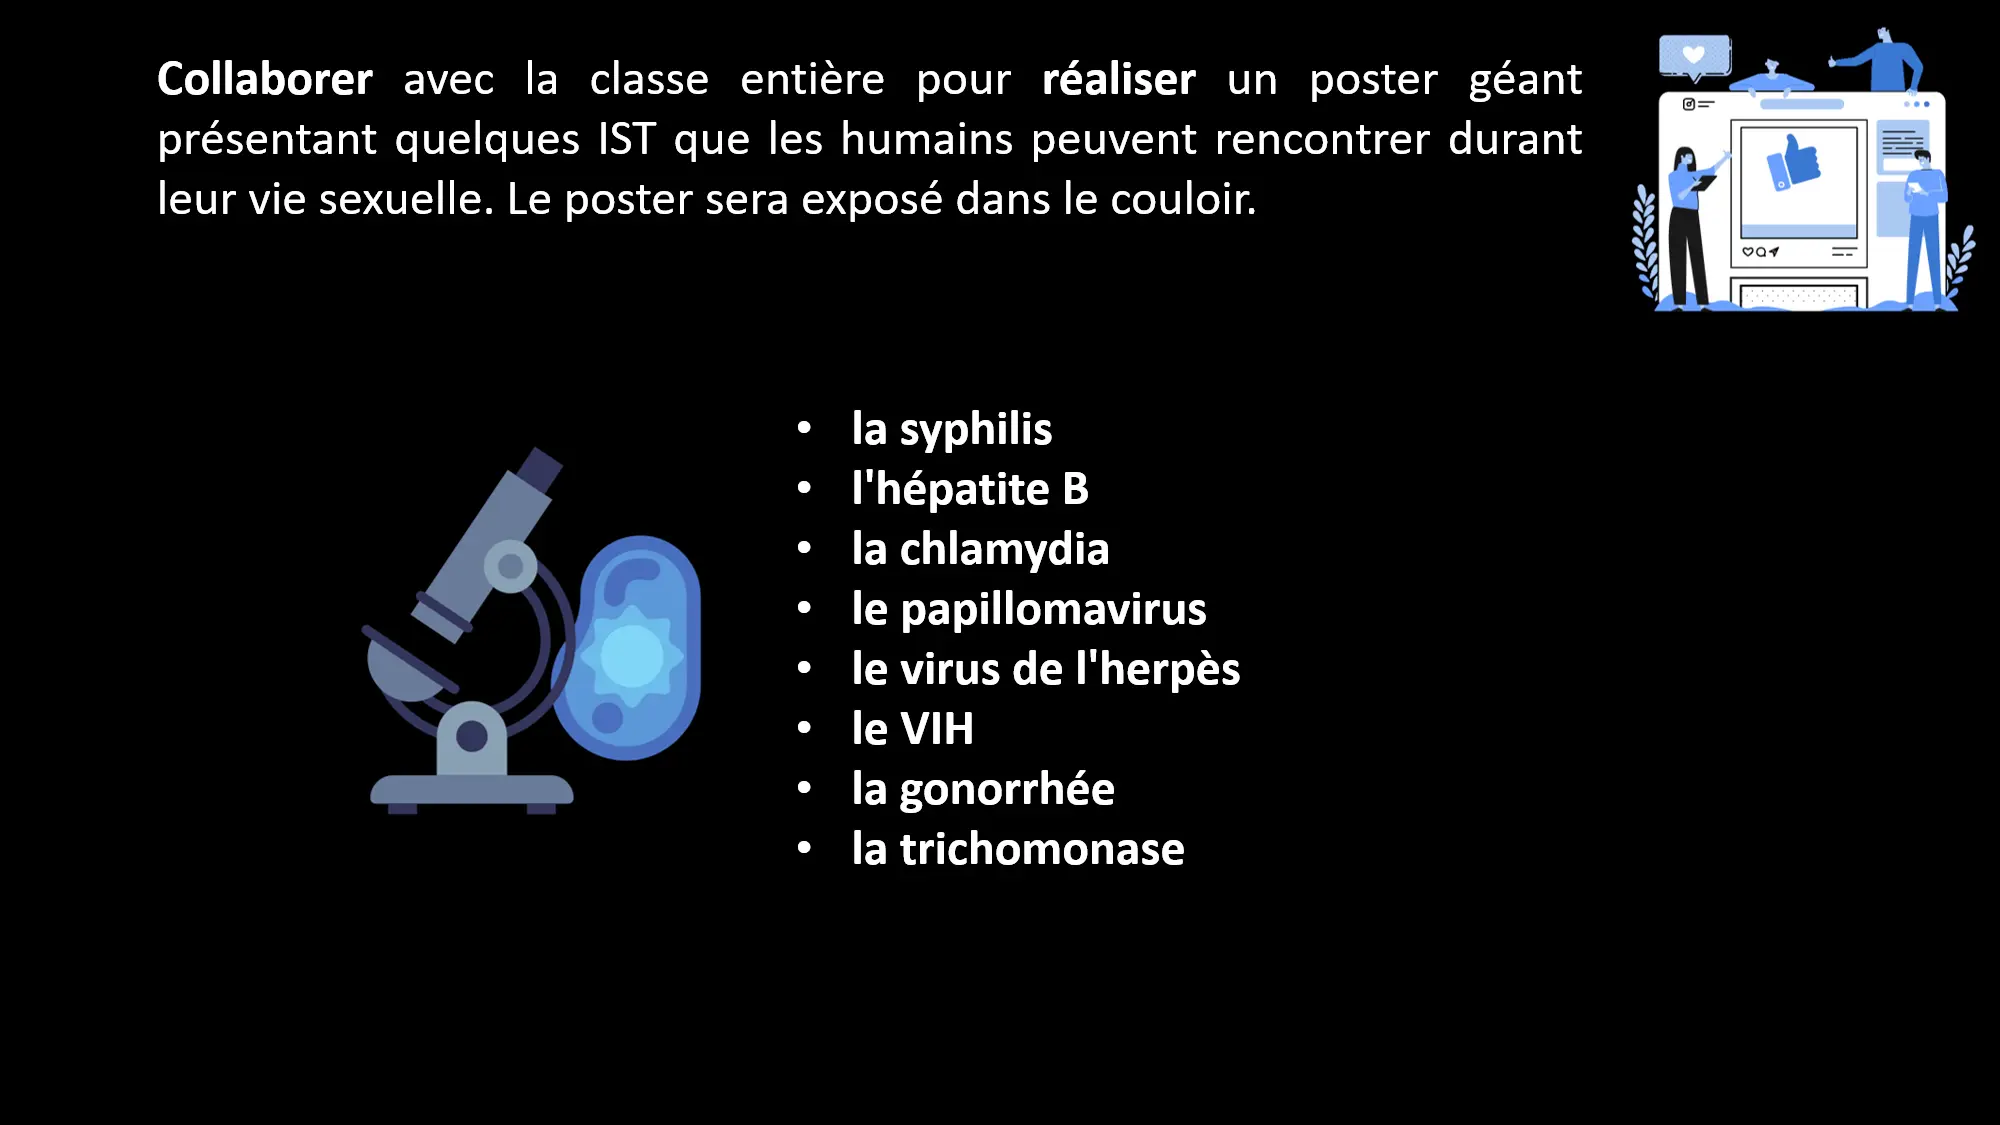 Collaborer avec la classe entière pour réaliser un poster géant
présentant quelques IST que les humains peuvent rencontrer durant
leur vie sexuelle. Le poster sera exposé dans le couloir.
• la syphilis
• l'hépatite B
• la chlamydia
• le papillomavirus
• le virus de l'herpès
• le VIH
• la gonorrhée
• la trichomonase